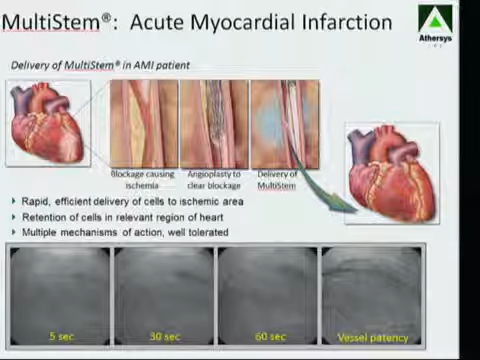 MultiStem®: Acute Myocardial Infarction
Athersys
Delivery of MultiStem® in AMI patient
Blockage causing
ischemia
Angioplasty to
clear blockage
Delivery of
MultiStem
Rapid, efficient delivery of cells to ischemic area
Retention of cells in relevant region of heart
Multiple mechanisms of action, well tolerated
5 sec
30 sec
60 sec
Vessel patency